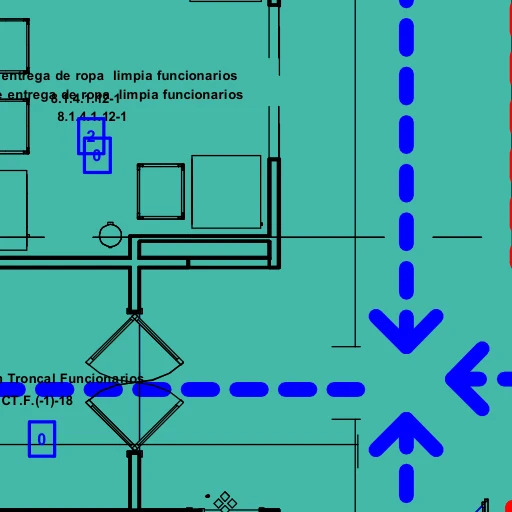 entrega de ropa limpia funcionarios
e entrega de ropa limpia funcionarios
8.1.4.1.12-1
8.1.4.1.12-1
2
0
n Troncal Funcionarios
CT.F.(-1)-18
0